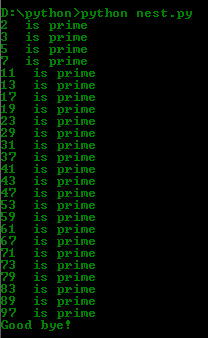 D:\python>python nest.py
2  is prime
3  is prime
5  is prime
7  is prime
11  is prime
13  is prime
17  is prime
19  is prime
23  is prime
29  is prime
31  is prime
37  is prime
41  is prime
43  is prime
47  is prime
53  is prime
59  is prime
61  is prime
67  is prime
71  is prime
73  is prime
79  is prime
83  is prime
89  is prime
97  is prime
Good bye!